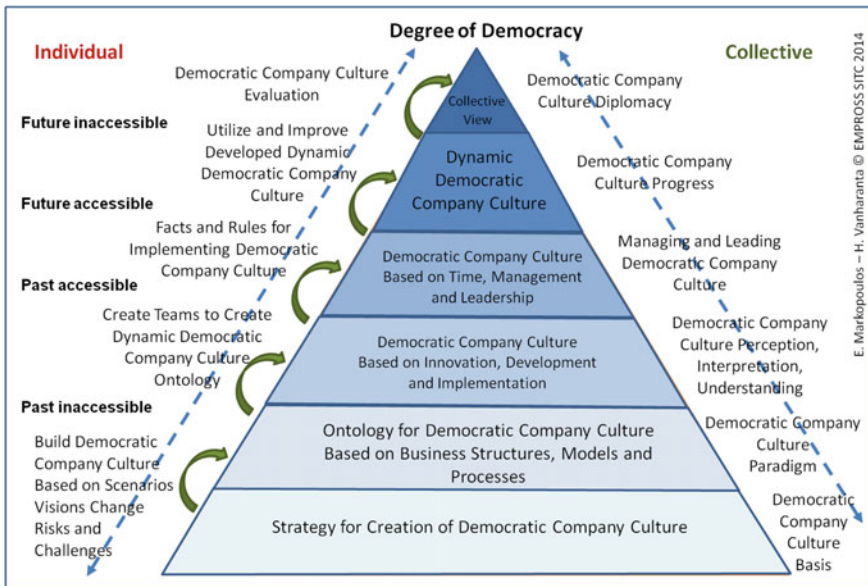 Degree of Democracy
Individual
Collective
Democratic Company Culture
Evaluation
Future inaccessible
Utilize and Improve
Developed Dynamic
Democratic Company
Culture
Future accessible
Facts and Rules for
Implementing Democratic
Company Culture
Past accessible
Create Teams to Create
Dynamic Democratic
Company Culture
Ontology
Past inaccessible
Build Democratic
Company Culture
Based on Scenarios
Visions Change
Risks and
Challenges
Collective
View
Dynamic
Democratic
Company Culture
Democratic Company Culture
Based on Time, Management
and Leadership
Democratic Company Culture
Based on Innovation, Development
and Implementation
Ontology for Democratic Company Culture
Based on Business Structures, Models and
Processes
Strategy for Creation of Democratic Company Culture
Democratic Company
Culture Diplomacy
Democratic Company
Culture Progress
Managing and Leading
Democratic Company
Culture
Democratic Company
Culture Perception,
Interpretation,
Understanding
Democratic Company
Culture
Paradigm
Democratic
Company
Culture
Basis
E. Markopoulos – H. Vanharanta © EMPROSS SITC 2014